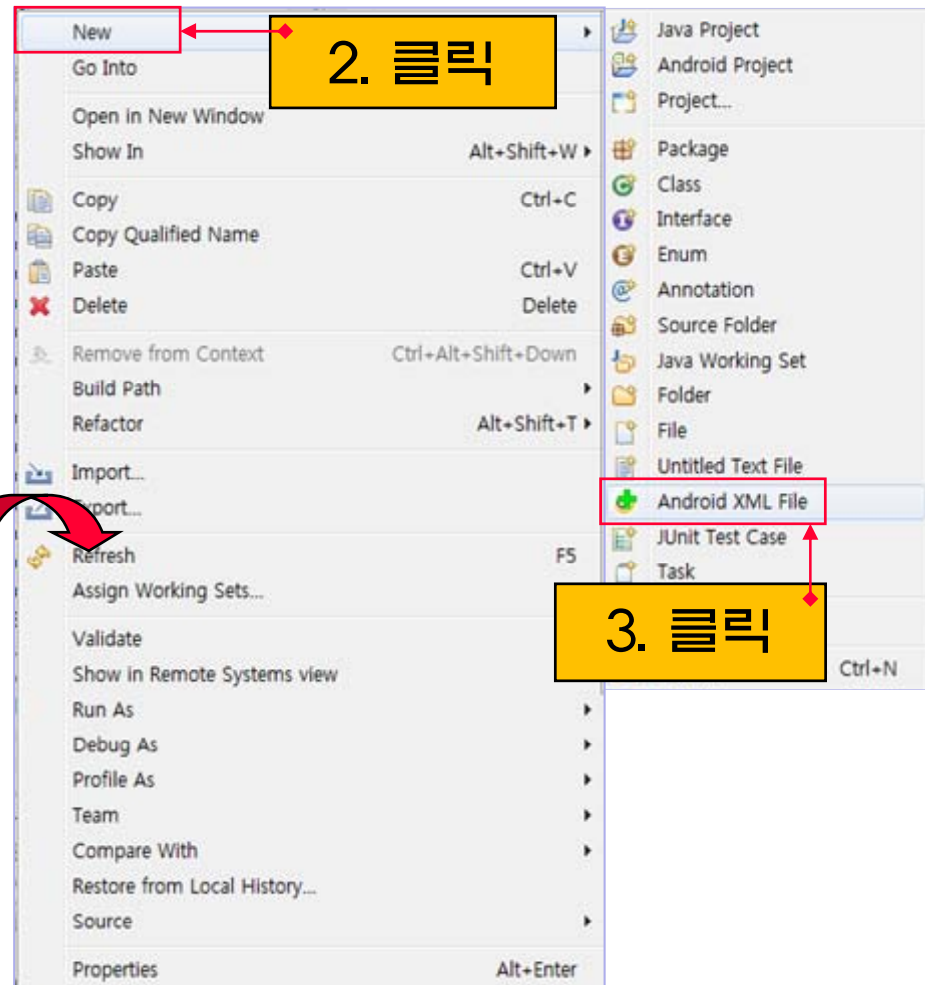 New
2. 클릭
Go Into
Open in New Window
Show In Alt+Shift+W
Copy Ctrl+C
Copy Qualified Name
Paste Ctrl+V
Delete Delete
Remove from Context Ctrl+Alt+Shift+Down
Build Path
Refactor Alt+Shift+T
Import...
Export...
Refresh F5
Assign Working Sets...
Validate
Show in Remote Systems view
Run As
Debug As
Profile As
Team
Compare With
Restore from Local History...
Source
Properties Alt+Enter
Java Project
Android Project
Project...
Package
Class
Interface
Enum
Annotation
Source Folder
Java Working Set
Folder
File
Untitled Text File
Android XML File
JUnit Test Case
Task
3. 클릭
Ctrl+N